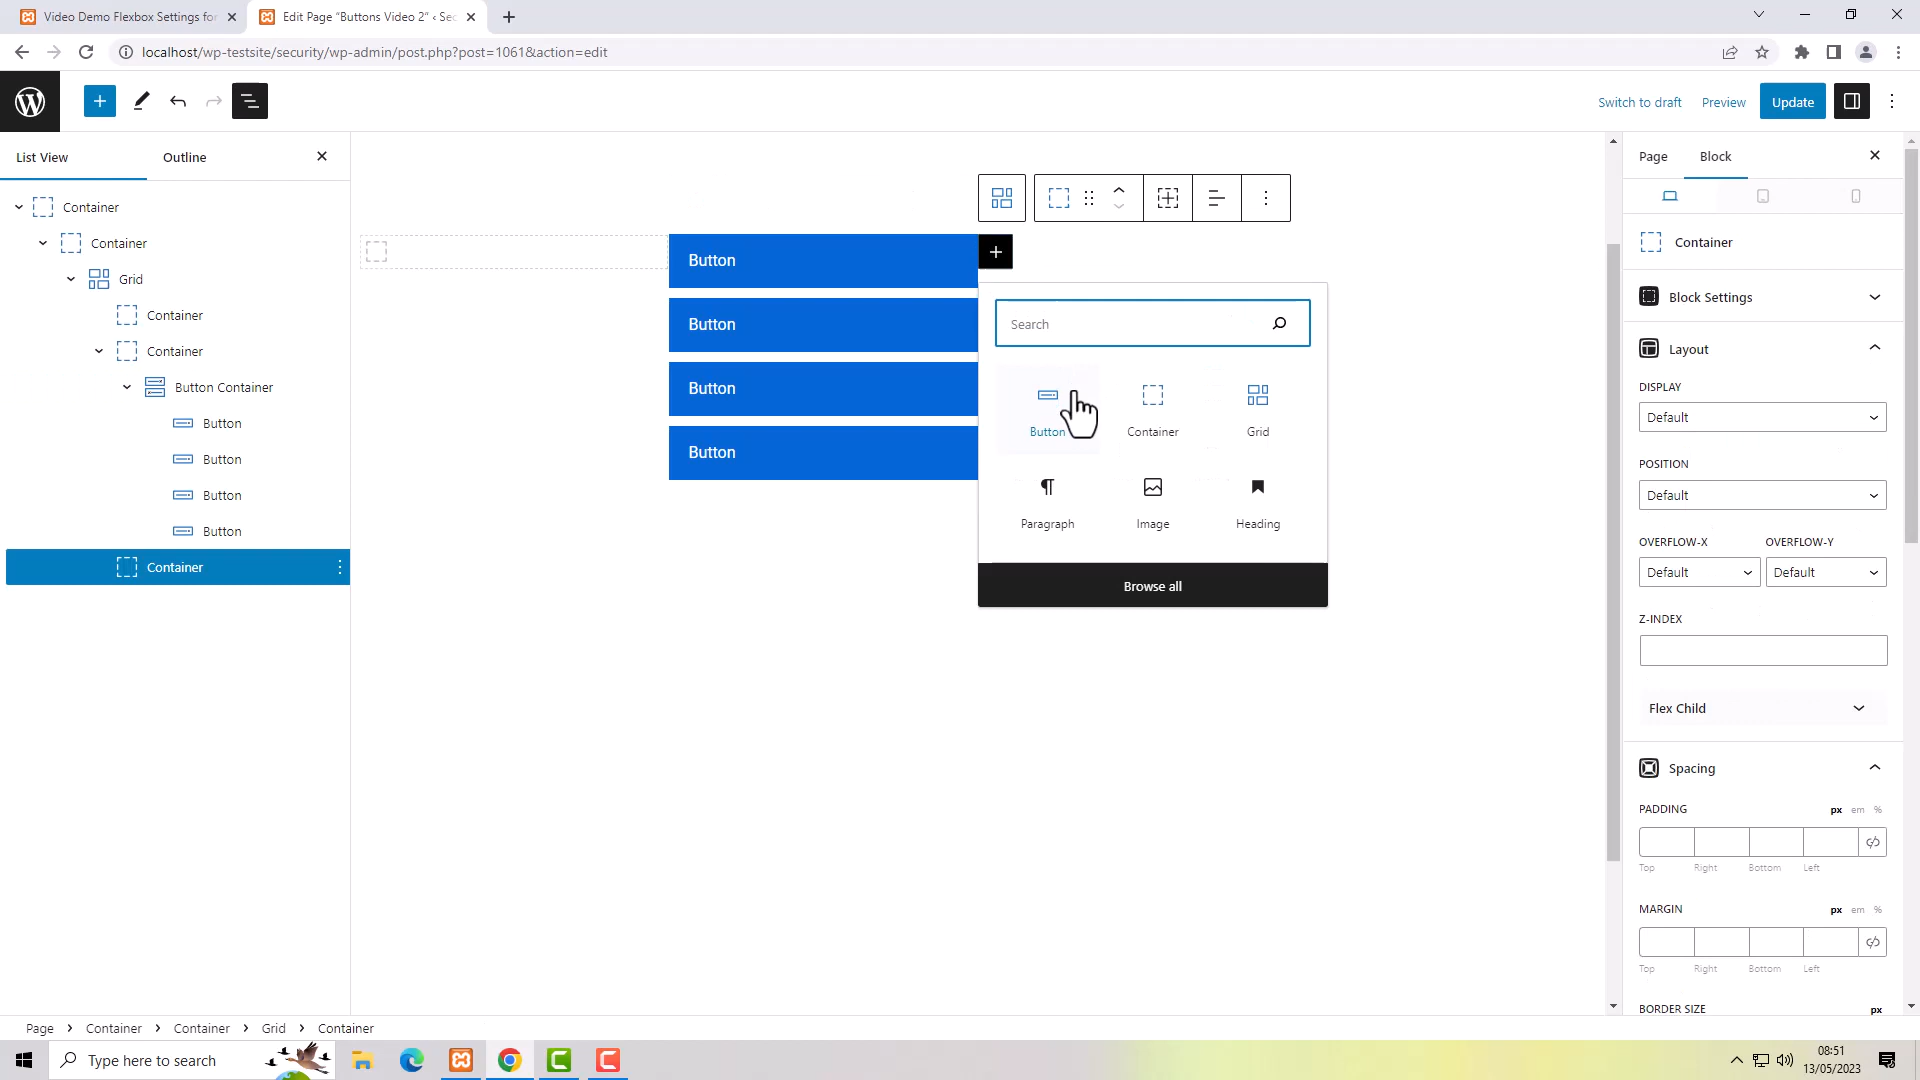 Video Demo Flexbox Settings for
Edit Page "Buttons Video 2" ‹ Sec
localhost/wp-testsite/security/wp-admin/post.php?post=1061&action=edit
Switch to draft
Preview
Update
List View
Outline
Container
Container
Grid
Container
Container
Button Container
Button
Button
Button
Button
Container
Button
Button
Button
Button
Search
Button
Container
Grid
Paragraph
Image
Heading
Browse all
Page
Block
Container
Block Settings
Layout
DISPLAY
Default
POSITION
Default
OVERFLOW-X
OVERFLOW-Y
Default
Default
Z-INDEX
Flex Child
Spacing
PADDING
px em %
Top Right Bottom Left
MARGIN
px em %
Top Right Bottom Left
BORDER SIZE
px
Page > Container > Container > Grid > Container
Type here to search
08:51
13/05/2023